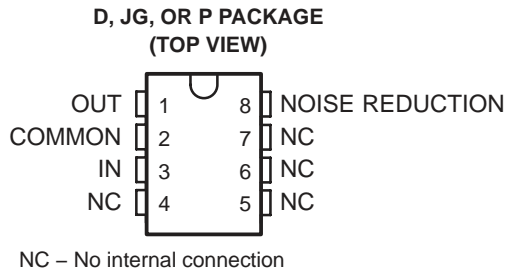 D, JG, OR P PACKAGE
(TOP VIEW)
OUT 1 8 NOISE REDUCTION
COMMON 2 7 NC
IN 3 6 NC
NC 4 5 NC
NC – No internal connection